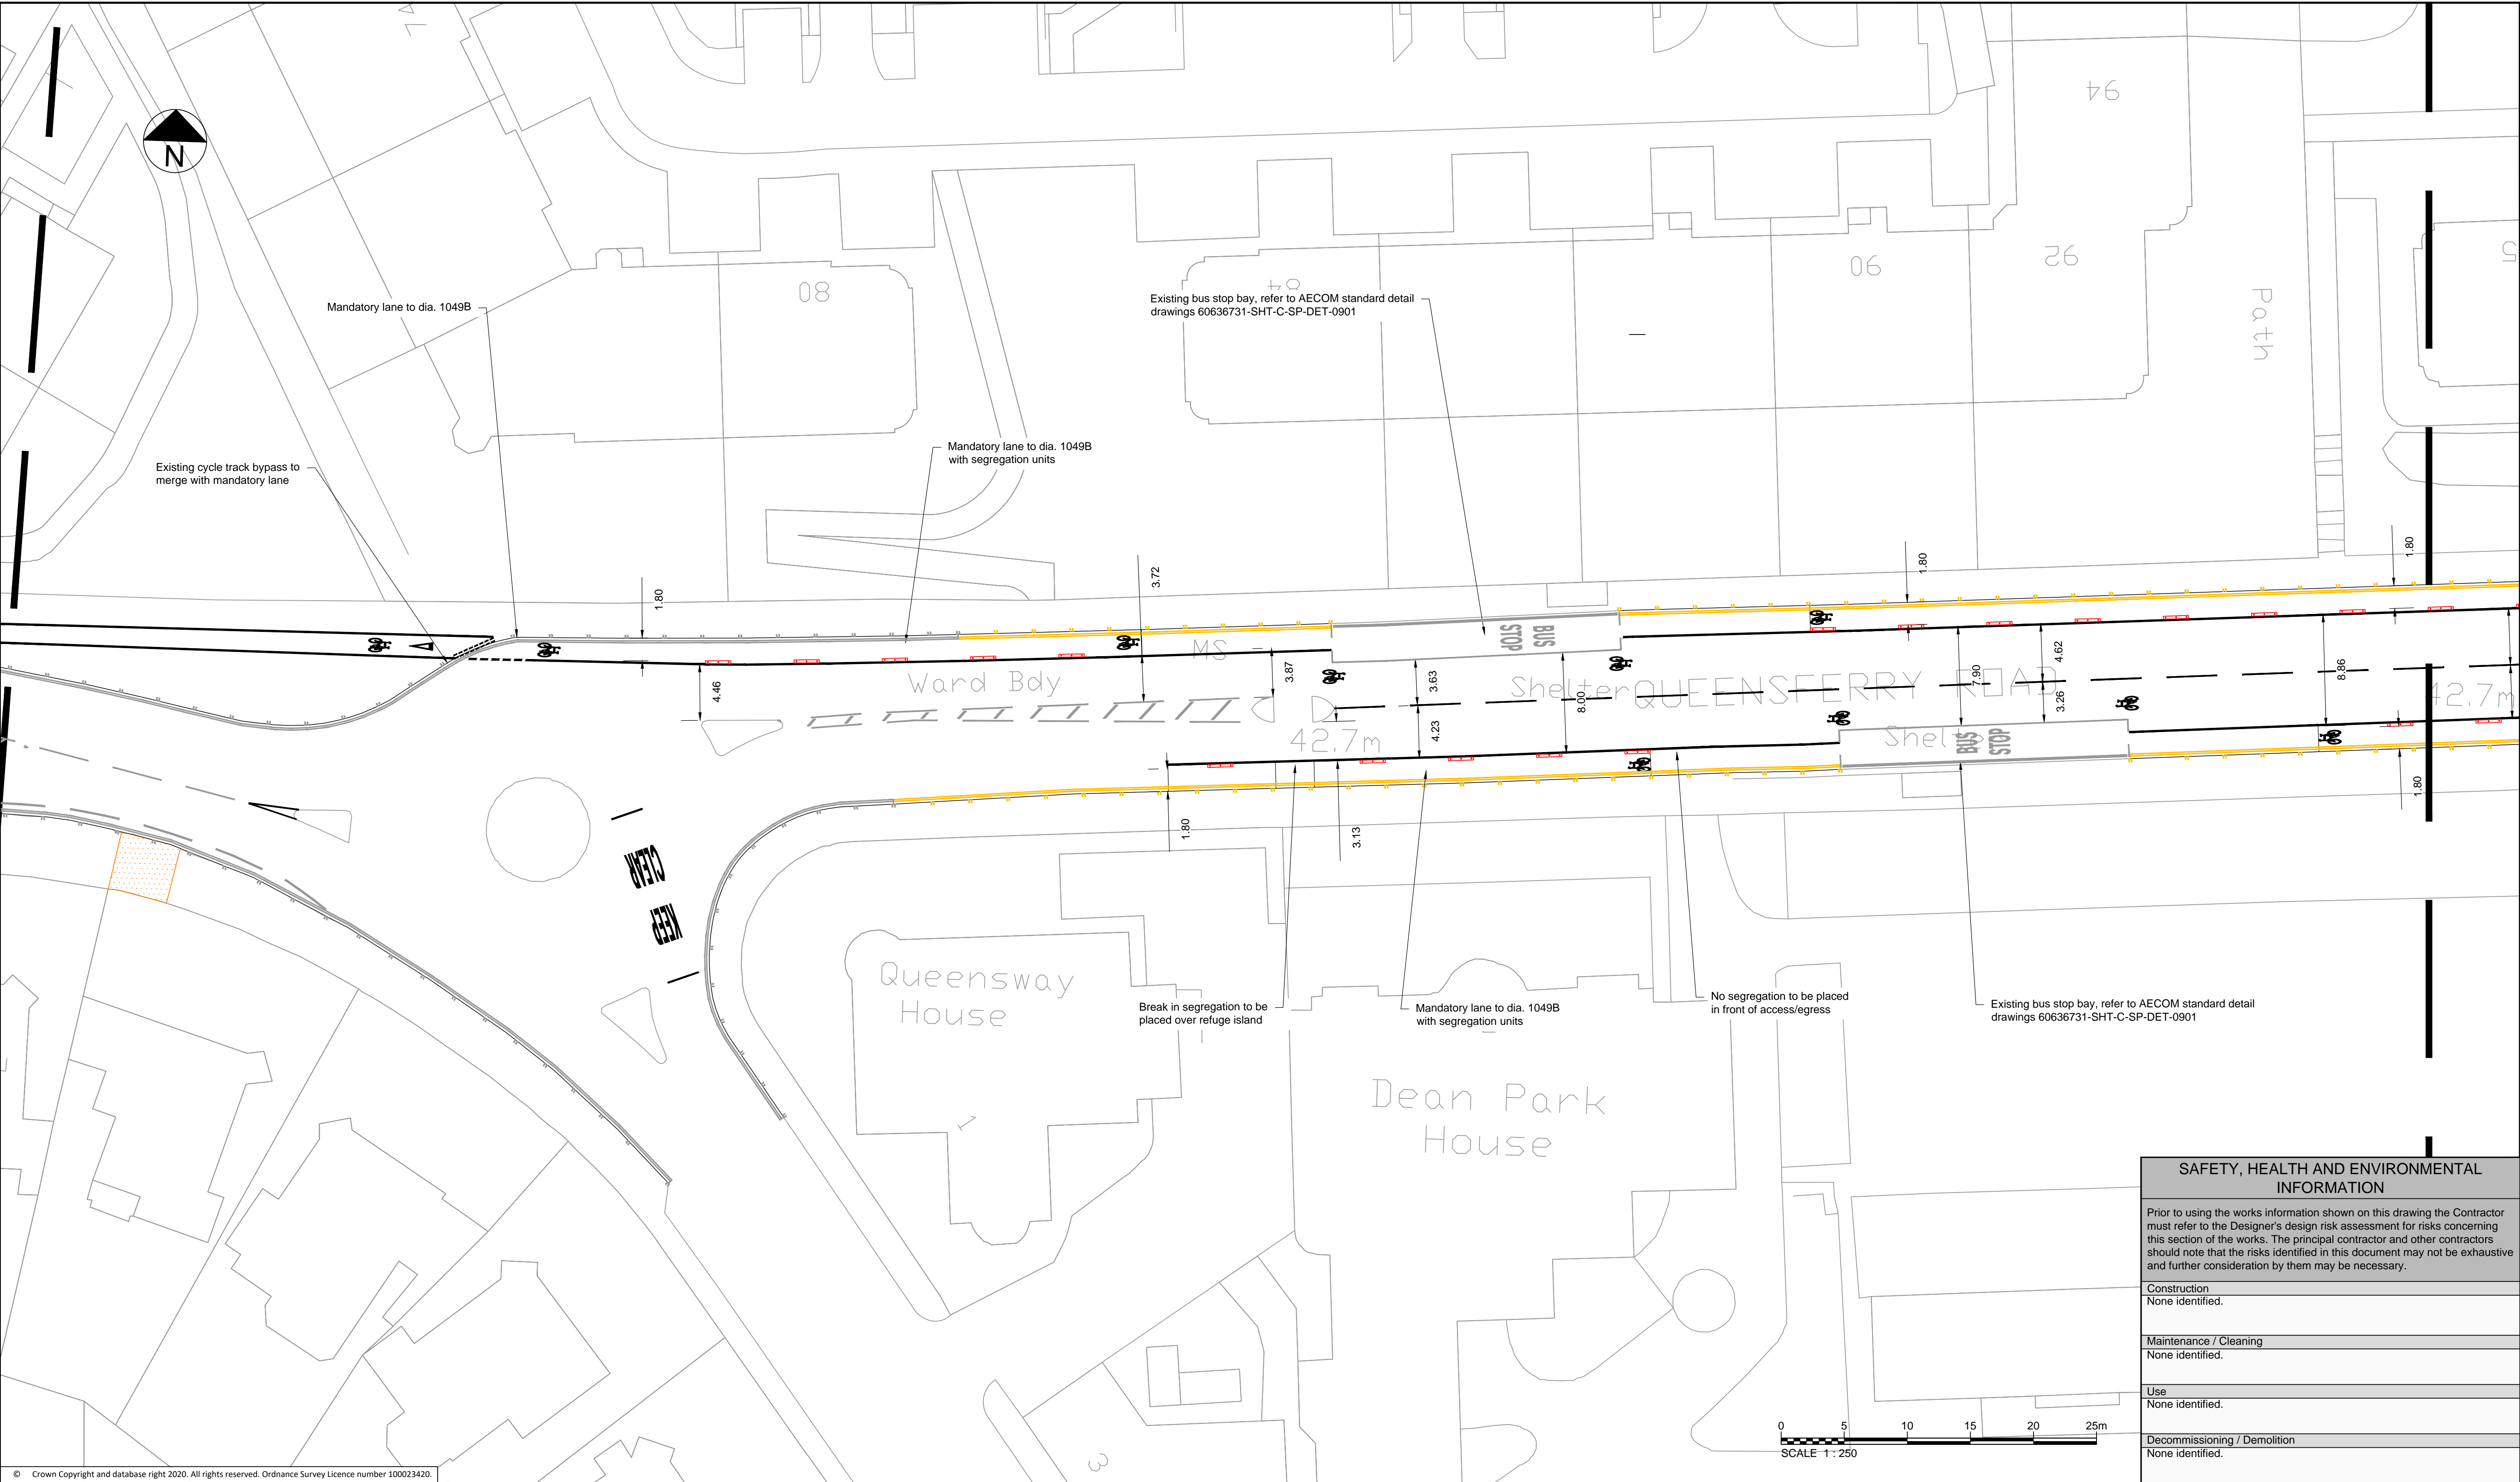 94
N
92
90
80
84
Path
Mandatory lane to dia. 1049B
Existing bus stop bay, refer to AECOM standard detail
drawings 60636731-SHT-C-SP-DET-0901
Mandatory lane to dia. 1049B
with segregation units
Existing cycle track bypass to
merge with mandatory lane
1.80
3.72
1.80
1.80
BUS
STOP
MS
4.46
Ward Bdy
3.87
3.63
Shelter
QUEENSFERRY ROAD
8.00
7.90
4.62
3.26
8.86
42.7m
42.7m
4.23
Shelter
BUS
STOP
1.80
3.13
1.80
KEEP
CLEAR
Queensway
House
1
Break in segregation to be
placed over refuge island
Mandatory lane to dia. 1049B
with segregation units
No segregation to be placed
in front of access/egress
Existing bus stop bay, refer to AECOM standard detail
drawings 60636731-SHT-C-SP-DET-0901
Dean Park
House
3
0 5 10 15 20 25m
SCALE 1 : 250
SAFETY, HEALTH AND ENVIRONMENTAL
INFORMATION
Prior to using the works information shown on this drawing the Contractor
must refer to the Designer's design risk assessment for risks concerning
this section of the works. The principal contractor and other contractors
should note that the risks identified in this document may not be exhaustive
and further consideration by them may be necessary.
Construction
None identified.
Maintenance / Cleaning
None identified.
Use
None identified.
Decommissioning / Demolition
None identified.
© Crown Copyright and database right 2020. All rights reserved. Ordnance Survey Licence number 100023420.